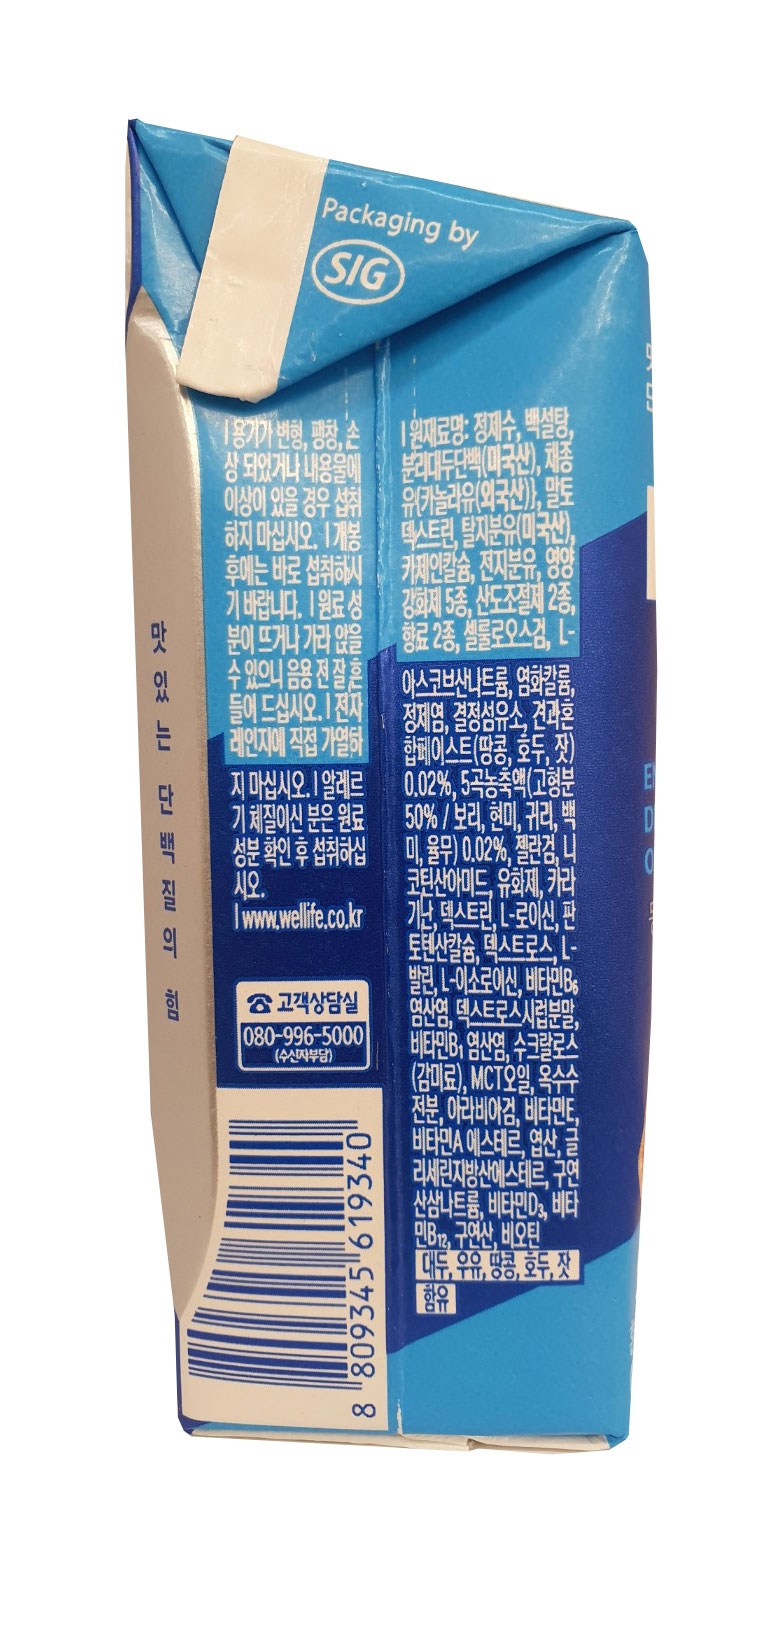 Packaging by
SIG
맛있는 단백질의 힘
| 용기가 변형, 팽창, 손
상 되었거나 내용물에
이상이 있을 경우 섭취
하지 마십시오. | 개봉
후에는 바로 섭취하시
기 바랍니다. | 원료 성
분이 뜨거나 가라 앉을
수 있으니 음용 전 잘 흔
들어 드십시오. | 전자
레인지에 직접 가열하
지 마십시오. | 알레르
기 체질이신 분은 원료
성분 확인 후 섭취하십
시오.
| www.wellife.co.kr
☎ 고객상담실
080-996-5000
(수신자부담)
8 809345 619340
| 원재료명: 정제수, 백설탕,
분리대두단백(미국산), 채종
유{카놀라유(외국산)}, 말토
덱스트린, 탈지분유(미국산),
카제인칼슘, 전지분유, 영양
강화제 5종, 산도조절제 2종,
향료 2종, 셀룰로오스검, L-
아스코브산나트륨, 염화칼륨,
정제염, 결정섬유소, 견과혼
합페이스트(땅콩, 호두, 잣)
0.02%, 5곡농축액(고형분
50% / 보리, 현미, 귀리, 백
미, 율무) 0.02%, 젤란검, 니
코틴산아미드, 유화제, 카라
기난, 덱스트린, L-로이신, 판
토텐산칼슘, 덱스트로스, L-
발린, L-이소로이신, 비타민B₆
염산염, 덱스트로스시럽분말,
비타민B₁ 염산염, 수크랄로스
(감미료), MCT오일, 옥수수
전분, 아라비아검, 비타민E,
비타민A 에스테르, 엽산, 글
리세린지방산에스테르, 구연
산삼나트륨, 비타민D₃, 비타
민B₁₂, 구연산, 비오틴
대두, 우유, 땅콩, 호두, 잣
함유